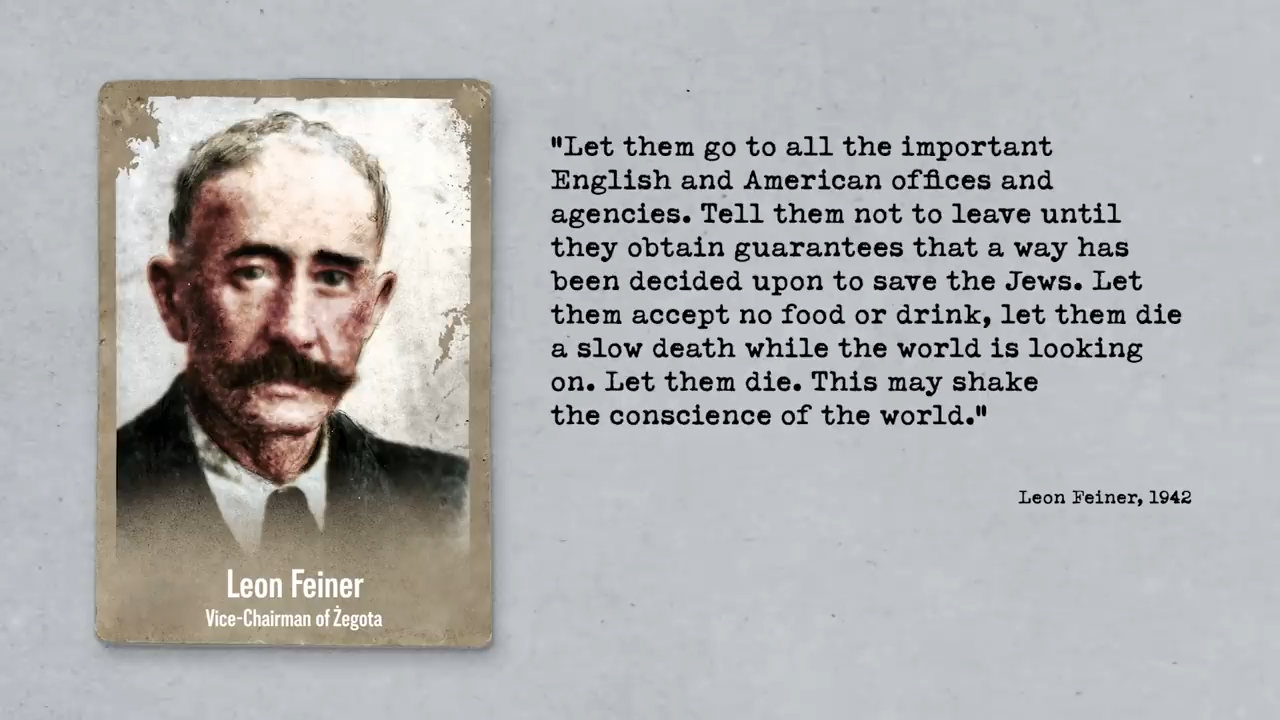 "Let them go to all the important
English and American offices and
agencies. Tell them not to leave until
they obtain guarantees that a way has
been decided upon to save the Jews. Let
them accept no food or drink, let them die
a slow death while the world is looking
on. Let them die. This may shake
the conscience of the world."
Leon Feiner, 1942
Leon Feiner
Vice-Chairman of Żegota